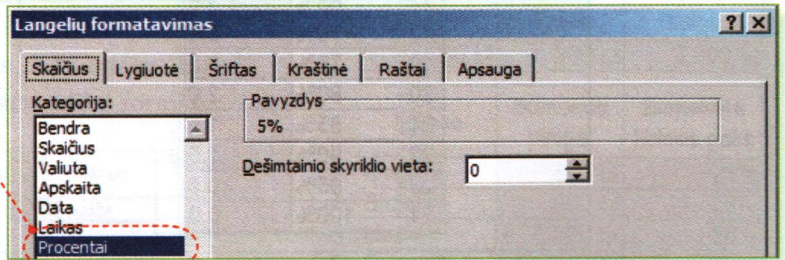 Langelių formatavimas
Skaičius Lygiuotė Šriftas Kraštinė Raštai Apsauga
Kategorija:
Bendra
Skaičius
Valiuta
Apskaita
Data
Laikas
Procentai
Pavyzdys
5%
Dešimtainio skyriklio vieta: 0